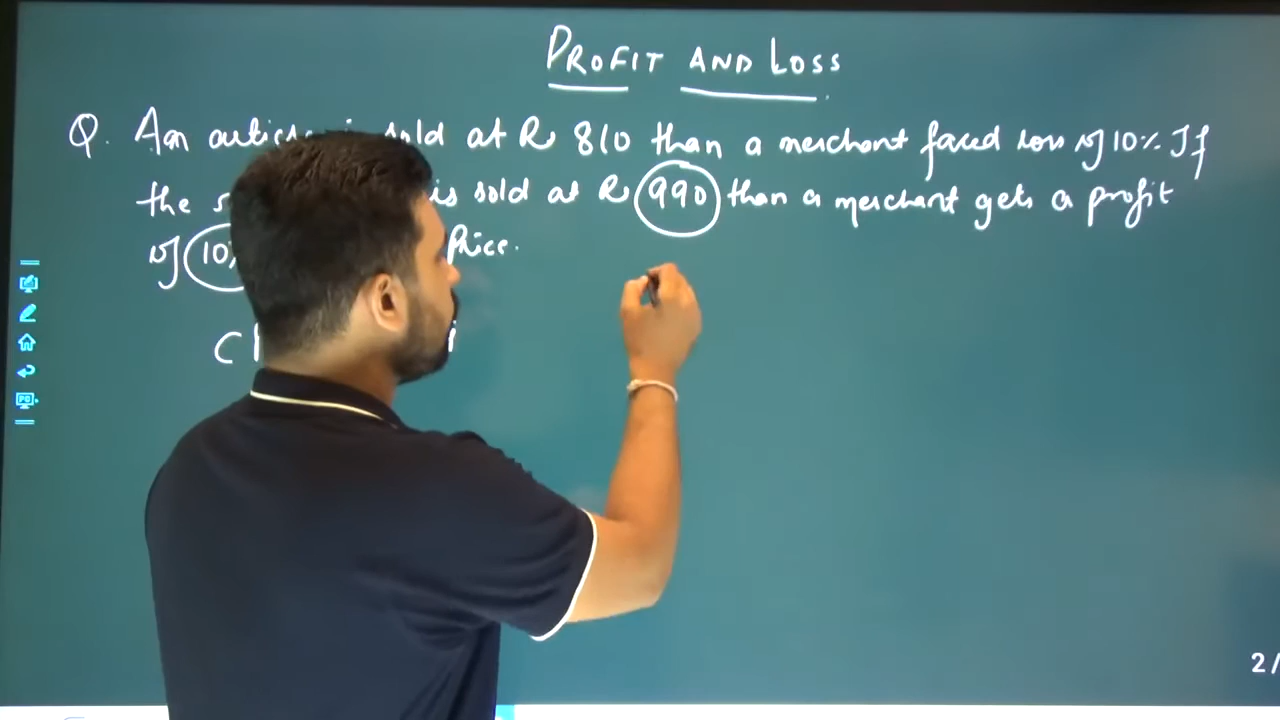 PROFIT AND LOSS
Q. An sold at Rs 810 than a merchant faced loss of 10% If
the is sold at Rs 990 than a merchant gets a profit
of 10% Price.
C
2/